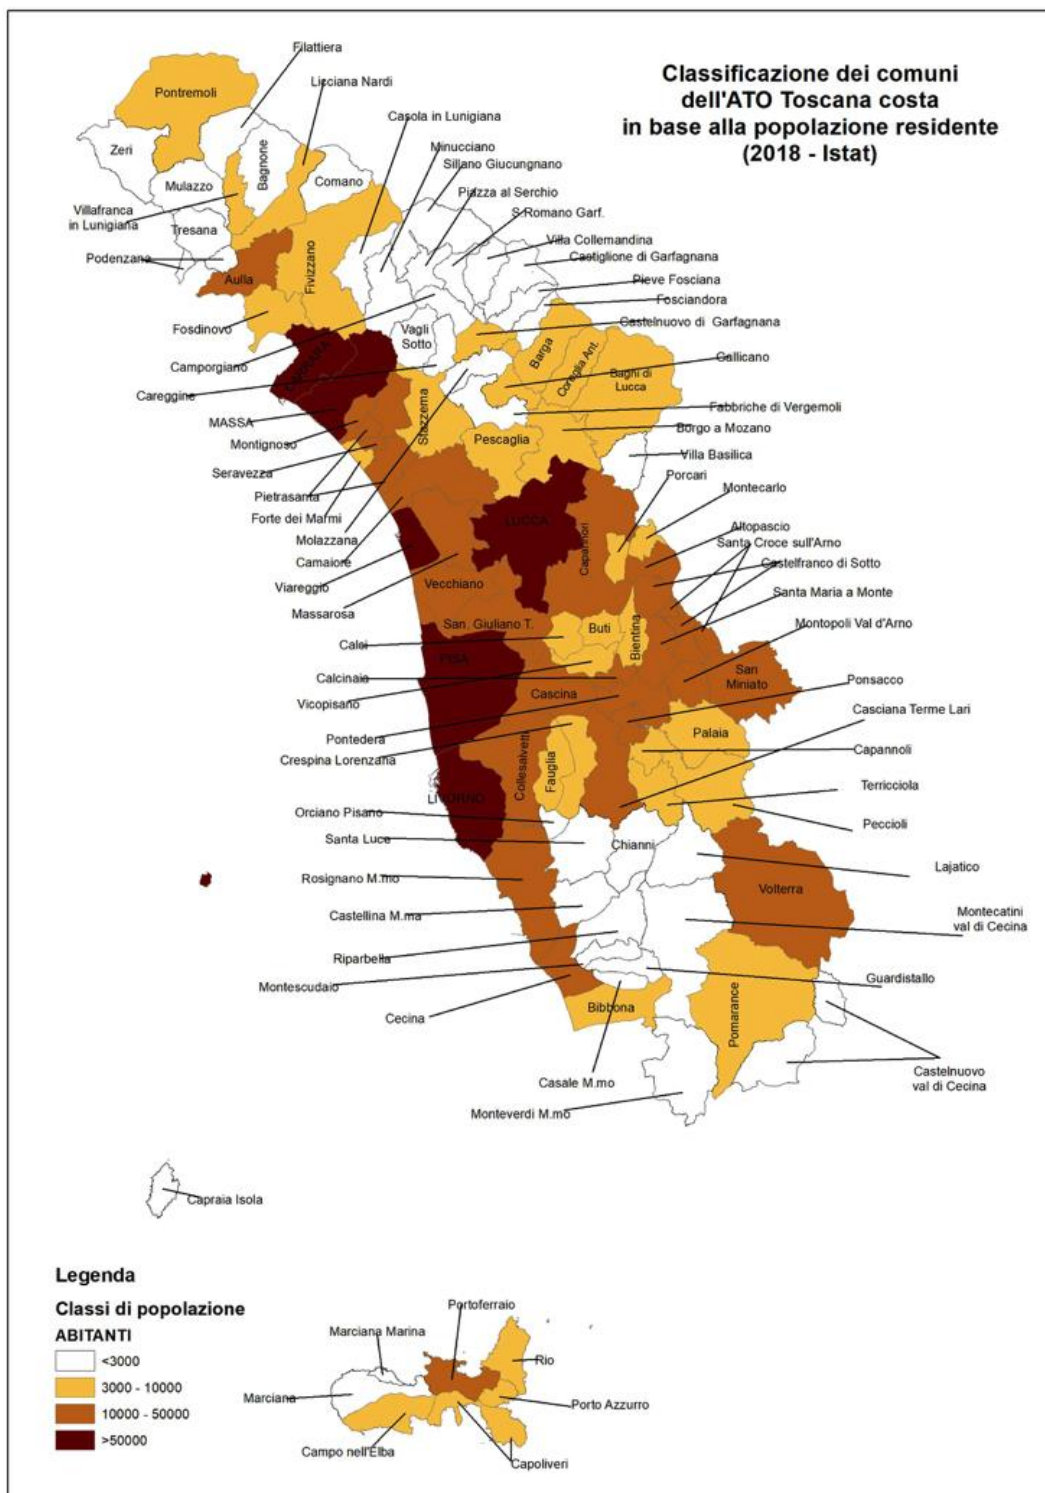 Classificazione dei comuni
dell'ATO Toscana costa
in base alla popolazione residente
(2018 - Istat)
Filattiera
Licciana Nardi
Pontremoli
Casola in Lunigiana
Minucciano
Zeri
Bagnone
Sillano Giucungnano
Comano
Mulazzo
Piazza al Serchio
Villafranca
in Lunigiana
S.Romano Garf.
Tresana
Villa Collemandina
Castiglione di Garfagnana
Podenzana
Fivizzano
Aulla
Pieve Fosciana
Fosciandora
Fosdinovo
Vagli
Sotto
Castelnuovo di Garfagnana
Barga
Coreglia Ant.
Gallicano
Camporgiano
CARRARA
Bagni di
Lucca
Careggine
Stazzema
Fabbriche di Vergemoli
MASSA
Borgo a Mozano
Montignoso
Pescaglia
Villa Basilica
Seravezza
Porcari
Pietrasanta
Montecarlo
Forte dei Marmi
LUCCA
Altopascio
Molazzana
Capannori
Santa Croce sull'Arno
Camaiore
Castelfranco di Sotto
Viareggio
Vecchiano
Santa Maria a Monte
Massarosa
San. Giuliano T.
Buti
Bientina
Montopoli Val d'Arno
Calci
PISA
San
Miniato
Calcinaia
Ponsacco
Cascina
Vicopisano
Casciana Terme Lari
Pontedera
Palaia
Crespina Lorenzana
Collesalvetti
Fauglia
Capannoli
LIVORNO
Terricciola
Orciano Pisano
Peccioli
Santa Luce
Chianni
Lajatico
Rosignano M.mo
Volterra
Castellina M.ma
Montecatini
val di Cecina
Riparbella
Guardistallo
Montescudaio
Cecina
Bibbona
Pomarance
Castelnuovo
val di Cecina
Casale M.mo
Monteverdi M.mo
Capraia Isola
Legenda
Classi di popolazione
ABITANTI
<3000
3000 - 10000
10000 - 50000
>50000
Portoferraio
Marciana Marina
Rio
Marciana
Porto Azzurro
Campo nell'Elba
Capoliveri